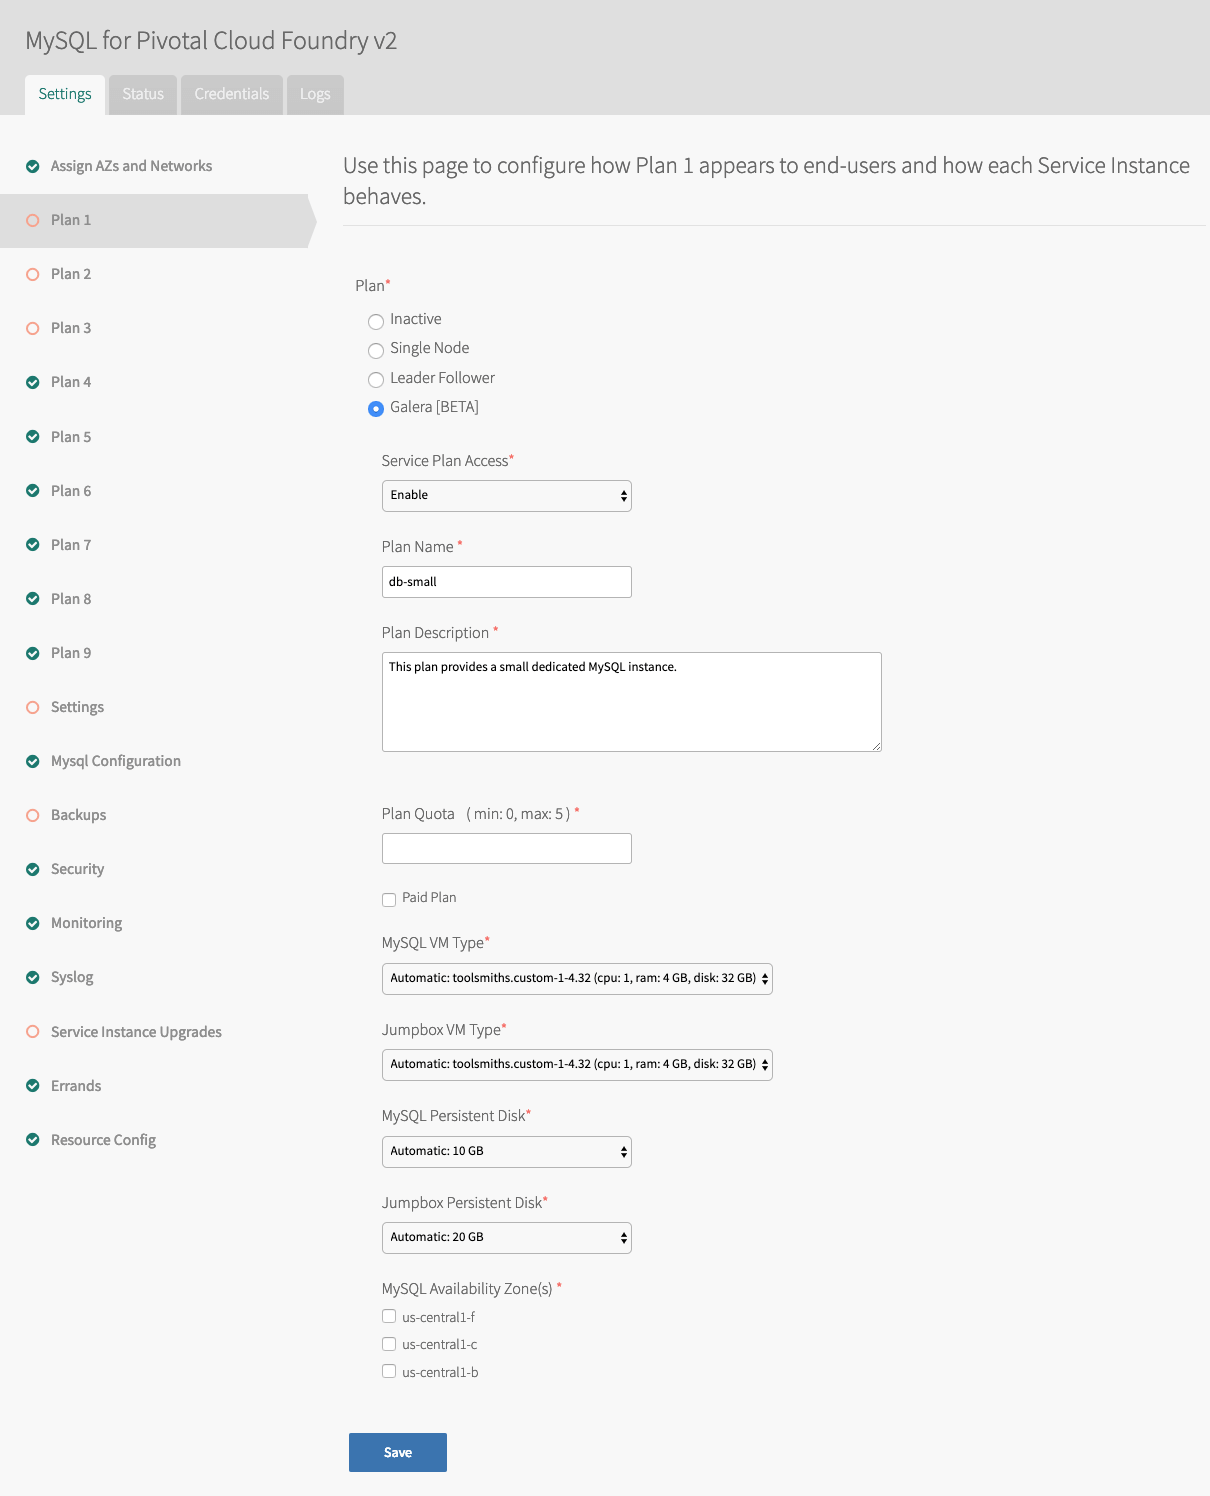 MySQL for Pivotal Cloud Foundry v2
Settings
Status
Credentials
Logs
Assign AZs and Networks
Plan 1
Plan 2
Plan 3
Plan 4
Plan 5
Plan 6
Plan 7
Plan 8
Plan 9
Settings
Mysql Configuration
Backups
Security
Monitoring
Syslog
Service Instance Upgrades
Errands
Resource Config
Use this page to configure how Plan 1 appears to end-users and how each Service Instance
behaves.
Plan*
Inactive
Single Node
Leader Follower
Galera [BETA]
Service Plan Access*
Enable
Plan Name *
db-small
Plan Description *
This plan provides a small dedicated MySQL instance.
Plan Quota ( min: 0, max: 5 ) *
Paid Plan
MySQL VM Type*
Automatic: toolsmiths.custom-1-4.32 (cpu: 1, ram: 4 GB, disk: 32 GB)
Jumpbox VM Type*
Automatic: toolsmiths.custom-1-4.32 (cpu: 1, ram: 4 GB, disk: 32 GB)
MySQL Persistent Disk*
Automatic: 10 GB
Jumpbox Persistent Disk*
Automatic: 20 GB
MySQL Availability Zone(s) *
us-central1-f
us-central1-c
us-central1-b
Save